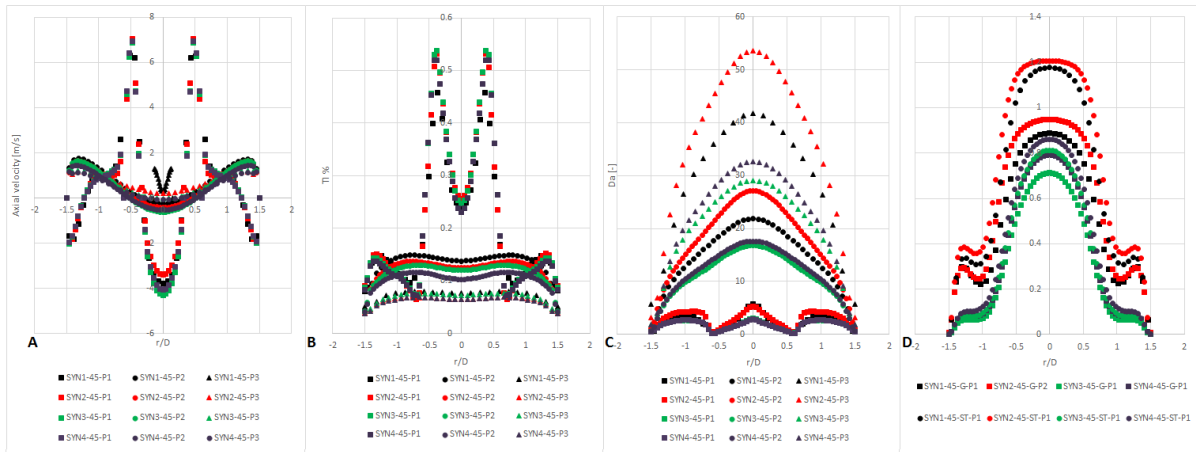 Axial velocity [m/s]
8
6
4
2
-2 -1.5 -1 -0.5 0 0.5 1 1.5 2
-6
A
r/D
SYN1-45-P1 SYN1-45-P2 SYN1-45-P3
SYN2-45-P1 SYN2-45-P2 SYN2-45-P3
SYN3-45-P1 SYN3-45-P2 SYN3-45-P3
SYN4-45-P1 SYN4-45-P2 SYN4-45-P3
TI %
0.6
0.5
0.4
0.3
0.2
0.1
0
-2 -1.5 -1 -0.5 0 0.5 1 1.5 2
B
r/D
SYN1-45-P1 SYN1-45-P2 SYN1-45-P3
SYN2-45-P1 SYN2-45-P2 SYN2-45-P3
SYN3-45-P1 SYN3-45-P2 SYN3-45-P3
SYN4-45-P1 SYN4-45-P2 SYN4-45-P3
Da [-]
60
50
40
30
20
10
0
-2 -1.5 -1 -0.5 0 0.5 1 1.5 2
C
r/D
SYN1-45-P1 SYN1-45-P2 SYN1-45-P3
SYN2-45-P1 SYN2-45-P2 SYN2-45-P3
SYN3-45-P1 SYN3-45-P2 SYN3-45-P3
SYN4-45-P1 SYN4-45-P2 SYN4-45-P3
1.4
1
0.6
0.4
0.2
0
-2 -1.5 -1 -0.5 0 0.5 1 1.5 2
D
r/D
SYN1-45-G-P1 SYN2-45-G-P2 SYN3-45-G-P1 SYN4-45-G-P1
SYN1-45-ST-P1 SYN2-45-ST-P1 SYN3-45-ST-P1 SYN4-45-ST-P1